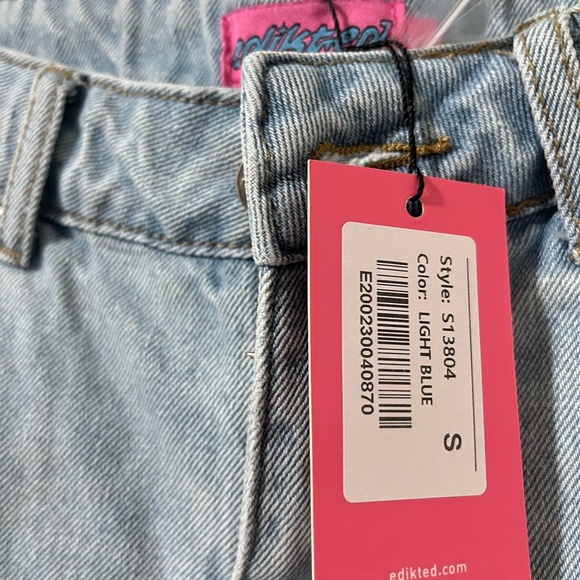 edikted
Style: S13804
Color: LIGHT BLUE
E200230040870
S
edikted.com